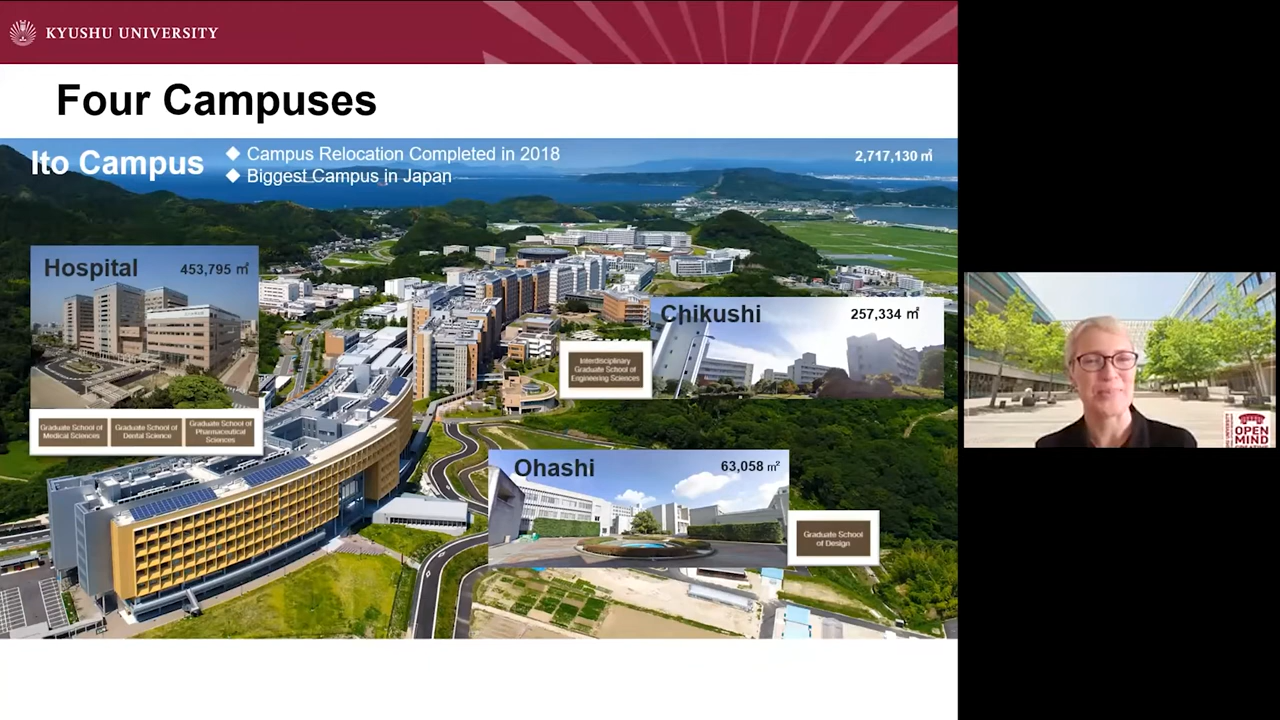 KYUSHU UNIVERSITY
Four Campuses
Ito Campus
◆ Campus Relocation Completed in 2018
◆ Biggest Campus in Japan
2,717,130 ㎡
Hospital
453,795 ㎡
Graduate School of
Medical Sciences
Graduate School of
Dental Science
Graduate School of
Pharmaceutical
Sciences
Chikushi
257,334 ㎡
Interdisciplinary
Graduate School of
Engineering Sciences
Ohashi
63,058 ㎡
Graduate School
of Design
OPEN
MIND